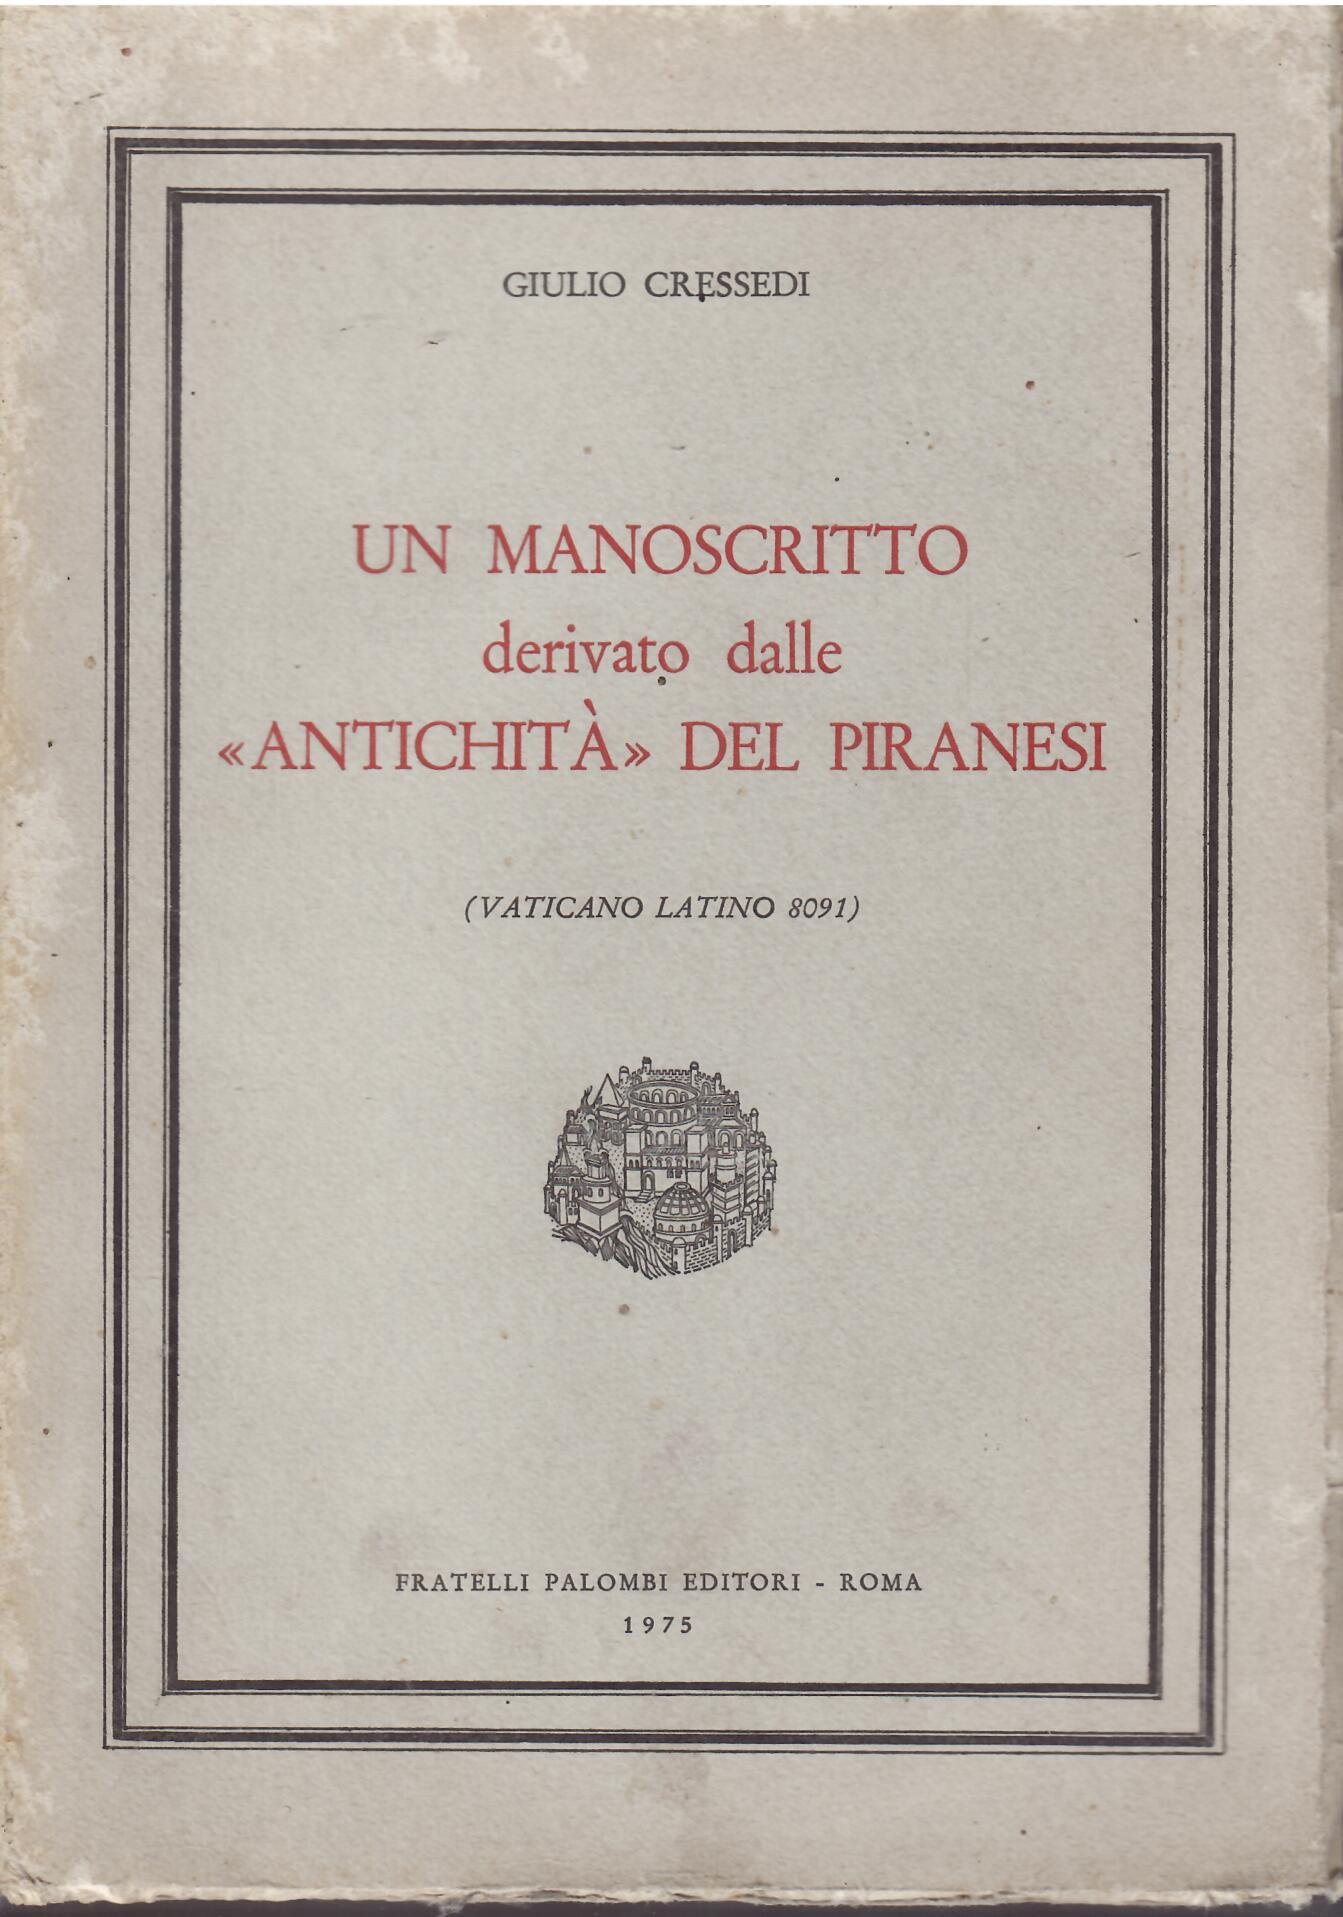 GIULIO CRESSEDI
UN MANOSCRITTO
derivato dalle
«ANTICHITÀ» DEL PIRANESI
(VATICANO LATINO 8091)
FRATELLI PALOMBI EDITORI - ROMA
1975